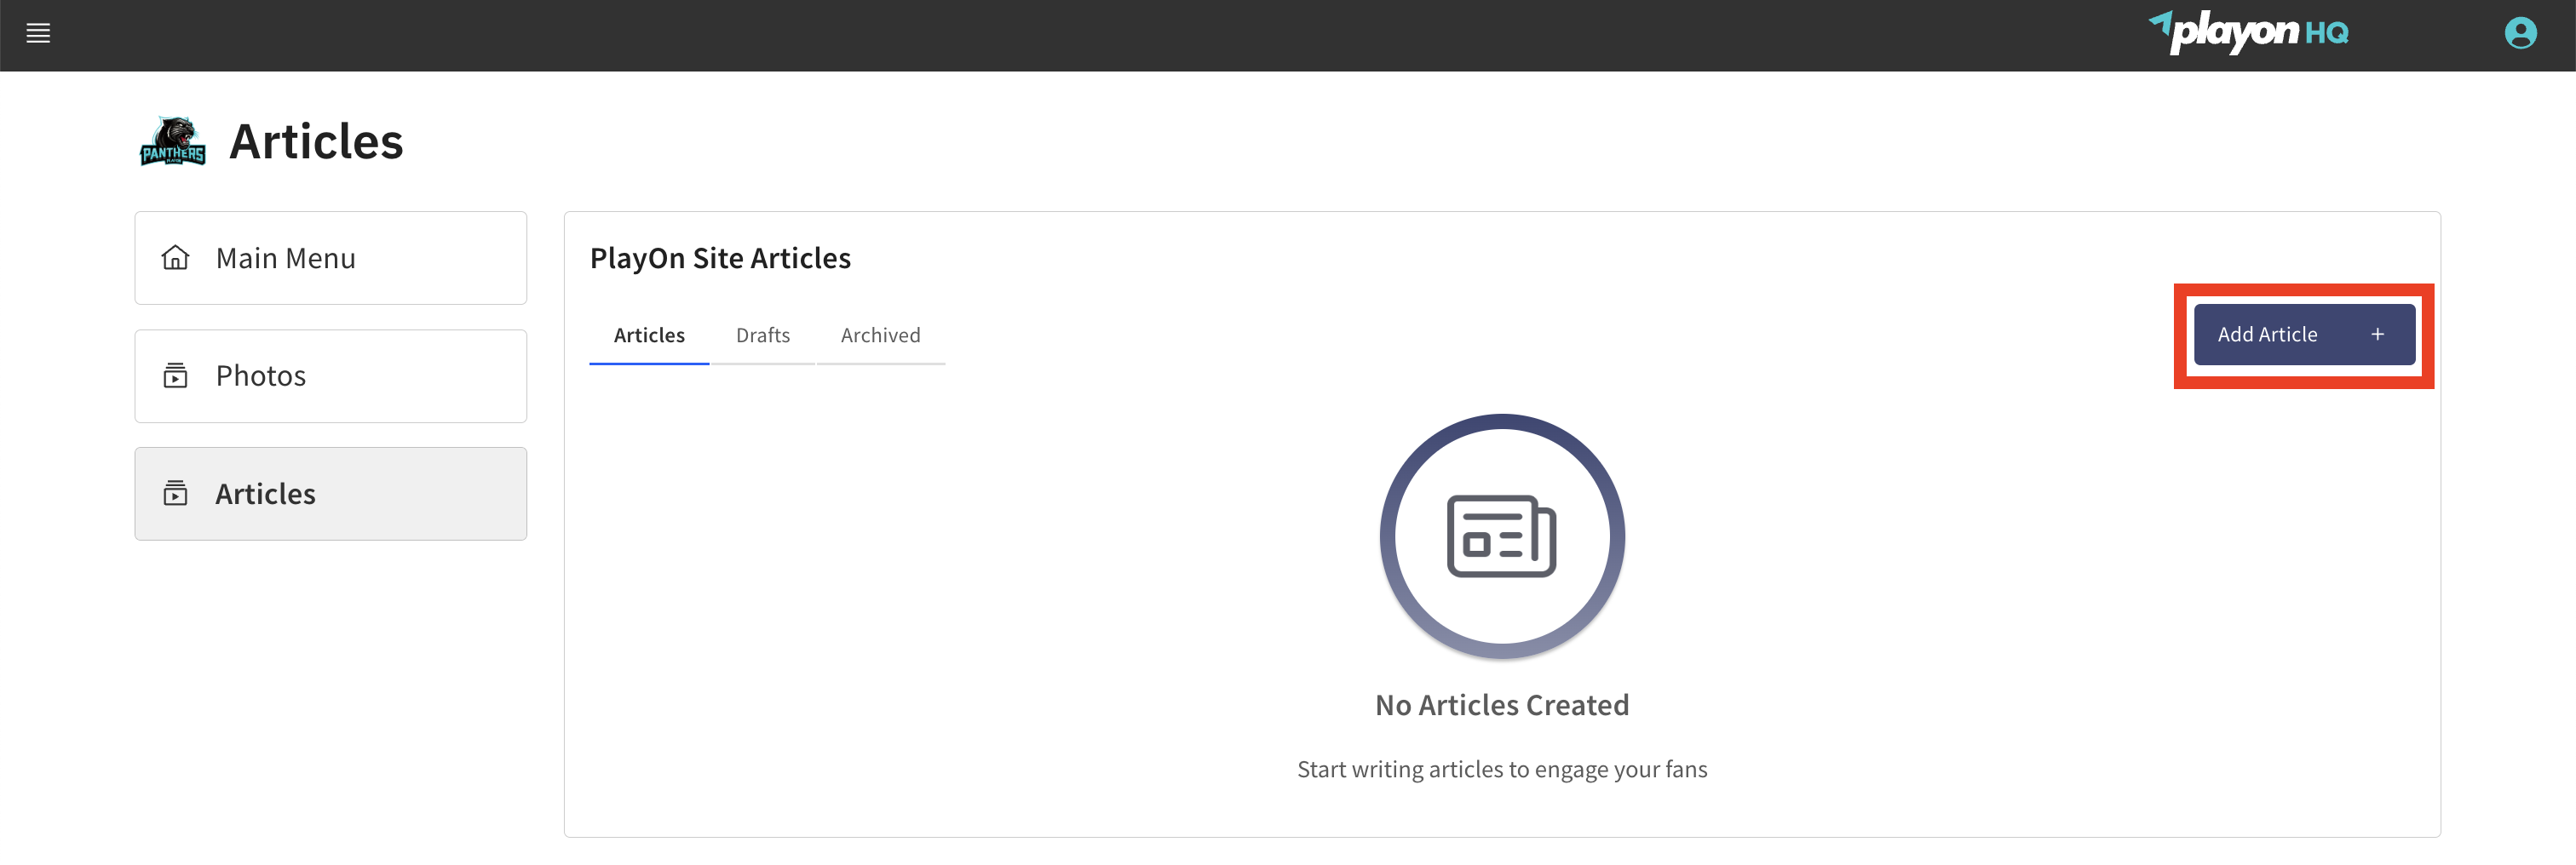 playon HQ
PANTHERS
Articles
Main Menu
Photos
Articles
PlayOn Site Articles
Articles Drafts Archived
Add Article +
No Articles Created
Start writing articles to engage your fans